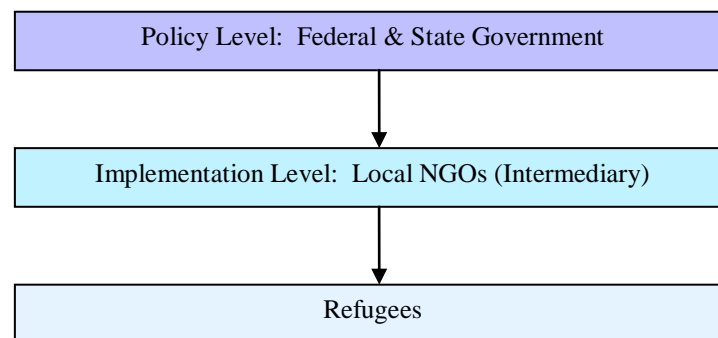 Policy Level:  Federal & State Government
Implementation Level:  Local NGOs (Intermediary)
Refugees